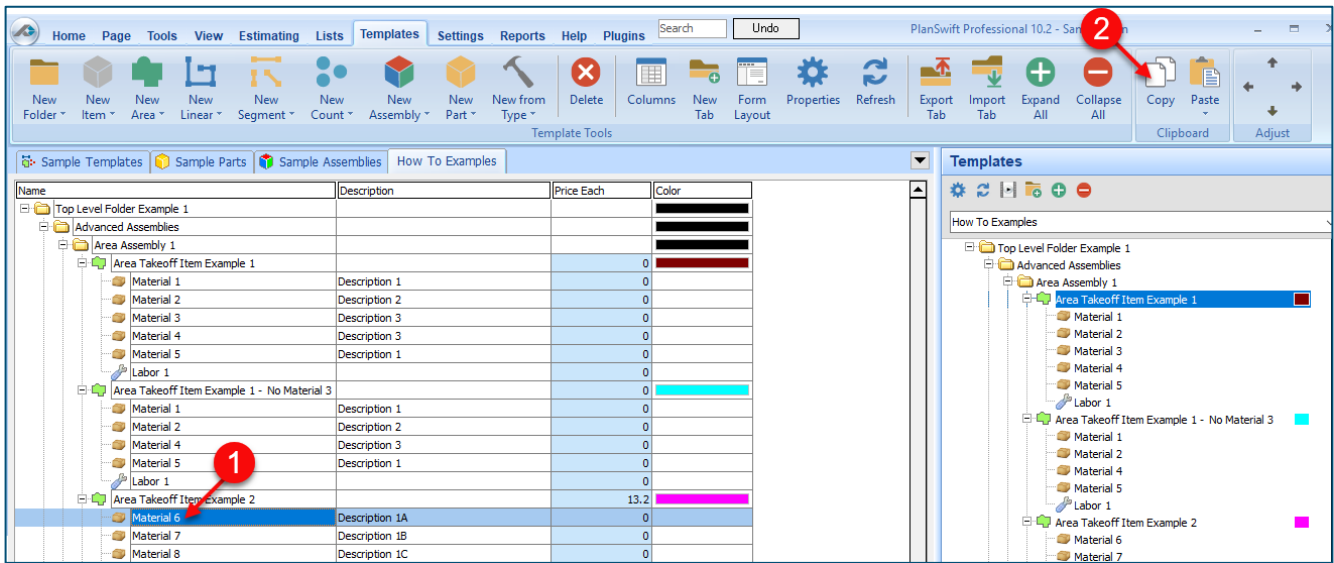 Home Page Tools View Estimating Lists Templates Settings Reports Help Plugins Search Undo PlanSwift Professional 10.2 - 2
New Folder New Item New Area New Linear New Segment New Count New Assembly New Part New from Type Delete Columns New Tab Form Layout Properties Refresh Export Tab Import Tab Expand All Collapse All Copy Paste
Template Tools Clipboard Adjust
Sample Templates Sample Parts Sample Assemblies How To Examples
Name Description Price Each Color
Top Level Folder Example 1
Advanced Assemblies
Area Assembly 1
Area Takeoff Item Example 1 0
Material 1 Description 1 0
Material 2 Description 2 0
Material 3 Description 3 0
Material 4 Description 3 0
Material 5 Description 1 0
Labor 1 0
Area Takeoff Item Example 1 - No Material 3 0
Material 1 Description 1 0
Material 2 Description 2 0
Material 4 Description 3 0
Material 5 Description 1 0
1
Labor 1 0
Area Takeoff Item Example 2 13.2
Material 6 Description 1A 0
Material 7 Description 1B 0
Material 8 Description 1C 0
Templates
How To Examples
Top Level Folder Example 1
Advanced Assemblies
Area Assembly 1
Area Takeoff Item Example 1
Material 1
Material 2
Material 3
Material 4
Material 5
Labor 1
Area Takeoff Item Example 1 - No Material 3
Material 1
Material 2
Material 4
Material 5
Labor 1
Area Takeoff Item Example 2
Material 6
Material 7